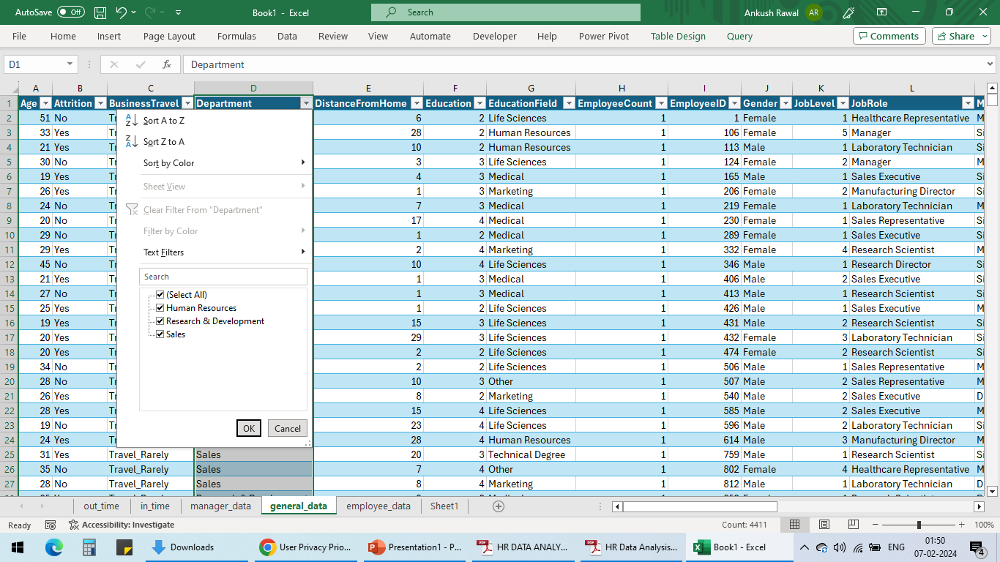 AutoSave Off Book1 - Excel Search Ankush Rawal AR
File Home Insert Page Layout Formulas Data Review View Automate Developer Help Power Pivot Table Design Query Comments Share
D1 fx Department
A B C D E F G H I J K L
1 Age Attrition BusinessTravel Department DistanceFromHome Education EducationField EmployeeCount EmployeeID Gender JobLevel JobRole M
2 51 No Tr 6 2 Life Sciences 1 1 Female 1 Healthcare Representative M
3 33 Yes Tr 28 2 Human Resources 1 106 Female 5 Manager Si
4 21 Yes Tr 10 2 Human Resources 1 113 Male 1 Laboratory Technician Si
5 30 No Tr 3 3 Life Sciences 1 124 Female 2 Manager M
6 19 Yes Tr 4 3 Medical 1 165 Male 1 Sales Executive Si
7 26 Yes Tr 1 3 Marketing 1 206 Female 2 Manufacturing Director Si
8 24 No Tr 7 3 Medical 1 219 Female 1 Laboratory Technician M
9 20 No Tr 17 4 Medical 1 230 Female 1 Sales Representative Si
10 29 No Tr 1 2 Medical 1 289 Female 1 Sales Executive Si
11 29 Yes Tr 2 4 Marketing 1 332 Female 4 Research Scientist M
12 45 No Tr 10 4 Life Sciences 1 346 Male 1 Research Director Si
13 21 Yes Tr 1 3 Medical 1 406 Male 2 Sales Executive Si
14 27 No Tr 1 3 Medical 1 413 Male 1 Research Scientist Si
15 25 Yes Tr 1 2 Life Sciences 1 426 Male 1 Sales Executive M
16 19 Yes Tr 15 3 Life Sciences 1 431 Male 2 Research Scientist Si
17 20 Yes Tr 29 3 Life Sciences 1 432 Male 3 Laboratory Technician Si
18 20 Yes Tr 2 2 Life Sciences 1 474 Female 2 Research Scientist Si
19 34 No Tr 2 2 Life Sciences 1 506 Male 1 Sales Representative M
20 28 No Tr 10 3 Other 1 507 Male 2 Sales Representative M
21 26 Yes Tr 8 2 Marketing 1 540 Male 2 Sales Executive D
22 28 Yes Tr 15 4 Life Sciences 1 585 Male 2 Sales Executive M
23 19 No Tr 23 4 Life Sciences 1 596 Male 2 Laboratory Technician Si
24 24 Yes Tr 28 4 Human Resources 1 614 Male 3 Manufacturing Director M
25 31 Yes Travel_Rarely Sales 20 3 Technical Degree 1 759 Male 1 Research Scientist Si
26 35 No Travel_Rarely Sales 7 4 Other 1 802 Female 4 Healthcare Representative M
27 28 No Travel_Rarely Sales 8 4 Marketing 1 812 Male 1 Laboratory Technician D
Sort A to Z
Sort Z to A
Sort by Color
Sheet View
Clear Filter From "Department"
Filter by Color
Text Filters
Search
(Select All)
Human Resources
Research & Development
Sales
OK Cancel
out_time in_time manager_data general_data employee_data Sheet1
Ready Accessibility: Investigate Count: 4411 100%
Downloads User Privacy Prio... Presentation1 - P... HR DATA ANALY... HR Data Analysis... Book1 - Excel ENG 01:50
07-02-2024 4